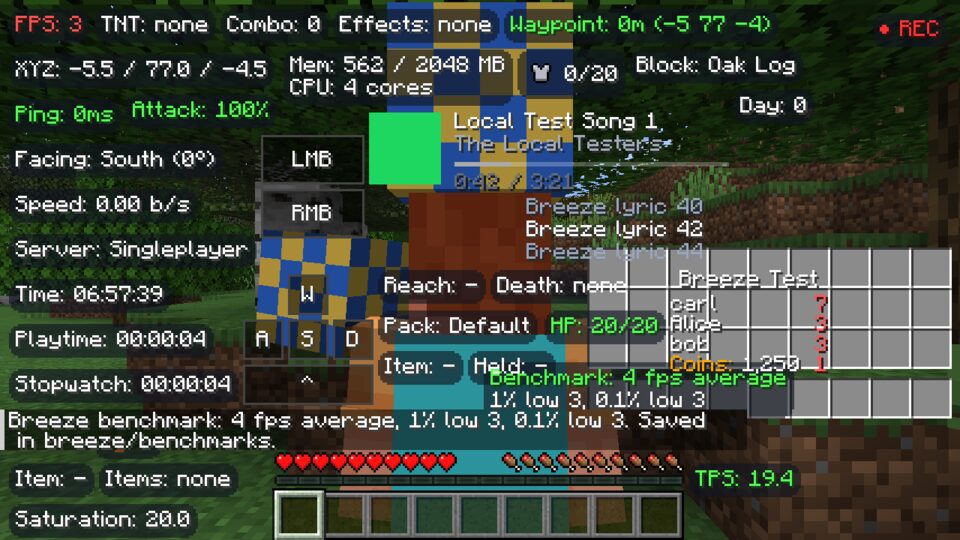 FPS: 3 TNT: none Combo: 0 Effects: none Waypoint: 0m (-5 77 -4)
REC
XYZ: -5.5 / 77.0 / -4.5
Mem: 562 / 2048 MB
CPU: 4 cores
0/20
Block: Oak Log
Ping: 0ms
Attack: 100%
Day: 0
Local Test Song 1
The Local Testers
0:42 / 3:21
Facing: South (0°)
LMB
Speed: 0.00 b/s
RMB
Breeze lyric 40
Breeze lyric 42
Breeze lyric 44
Server: Singleplayer
Time: 06:57:39
W
Reach: - Death: none
Breeze Test
carl 7
Alice 3
bob 3
Coins: 1,250 1
Playtime: 00:00:04
A S D
Pack: Default
HP: 20/20
Item: - Held: -
Stopwatch: 00:00:04
^
Benchmark: 4 fps average
1% low 3, 0.1% low 3
Breeze benchmark: 4 fps average, 1% low 3, 0.1% low 3. Saved
in breeze/benchmarks.
Item: - Items: none
TPS: 19.4
Saturation: 20.0